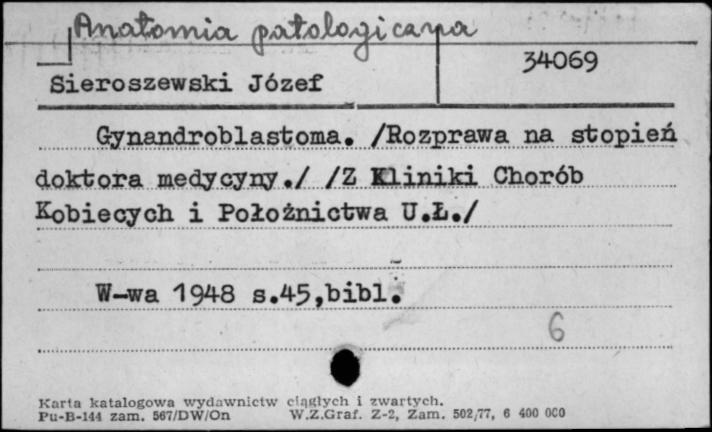 Anatomia patologiczna
34069
Sieroszewski Józef
Gynandroblastoma. /Rozprawa na stopień
doktora medycyny./ /Z Kliniki Chorób
Kobiecych i Położnictwa U.Ł./
W-wa 1948 s.45,bibl.
6
Karta katalogowa wydawnictw ciągłych i zwartych.
Pu-B-144 zam. 567/DW/On W.Z.Graf. Z-2, Zam. 502/77, 6 400 000